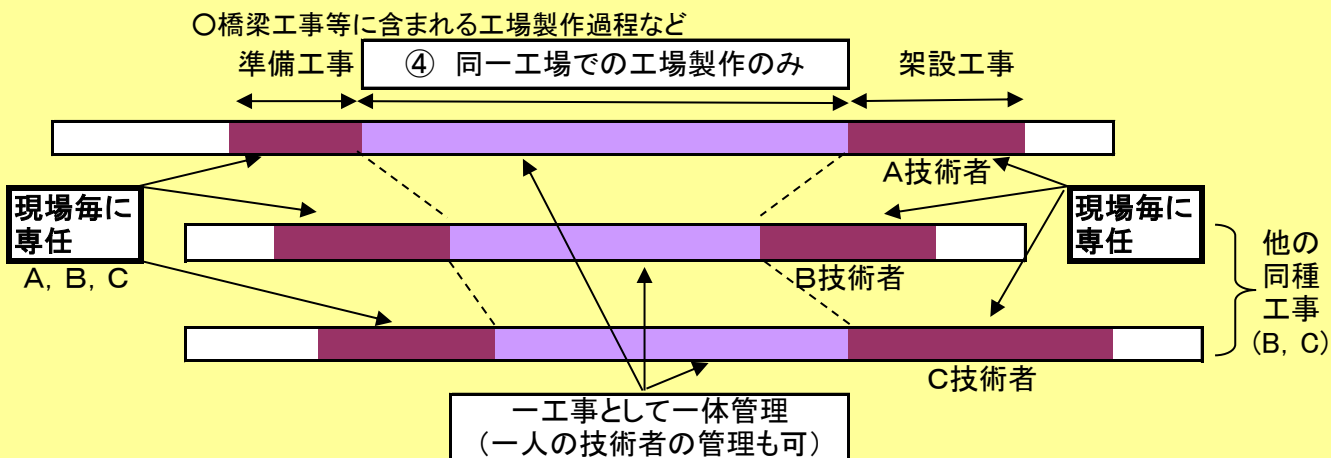 〇橋梁工事等に含まれる工場製作過程など
準備工事
④ 同一工場での工場製作のみ
架設工事
A技術者
現場毎に
専任
A, B, C
現場毎に
専任
B技術者
他の
同種
工事
(B, C)
C技術者
一工事として一体管理
(一人の技術者の管理も可)